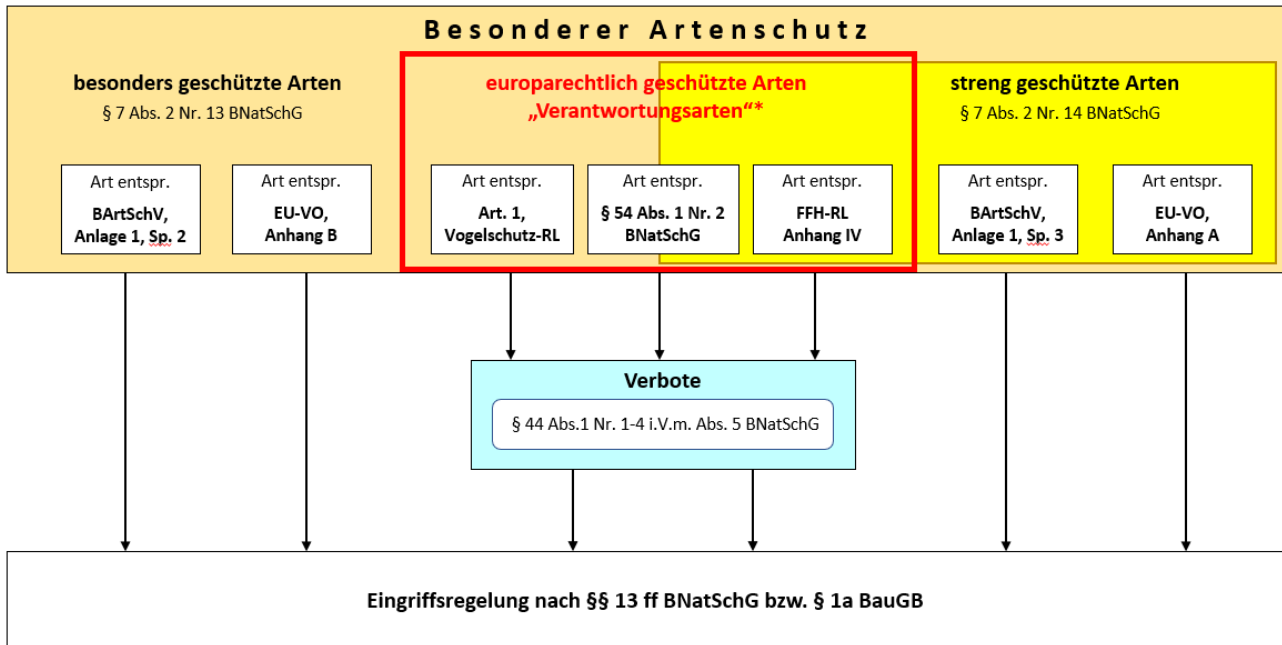 Besonderer Artenschutz
besonders geschützte Arten
§ 7 Abs. 2 Nr. 13 BNatSchG
europarechtlich geschützte Arten
„Verantwortungsarten“*
streng geschützte Arten
§ 7 Abs. 2 Nr. 14 BNatSchG
Art entspr.
BArtSchV,
Anlage 1, Sp. 2
Art entspr.
EU-VO,
Anhang B
Art entspr.
Art. 1,
Vogelschutz-RL
Art entspr.
§ 54 Abs. 1 Nr. 2
BNatSchG
Art entspr.
FFH-RL
Anhang IV
Art entspr.
BArtSchV,
Anlage 1, Sp. 3
Art entspr.
EU-VO,
Anhang A
Verbote
§ 44 Abs.1 Nr. 1-4 i.V.m. Abs. 5 BNatSchG
Eingriffsregelung nach §§ 13 ff BNatSchG bzw. § 1a BauGB